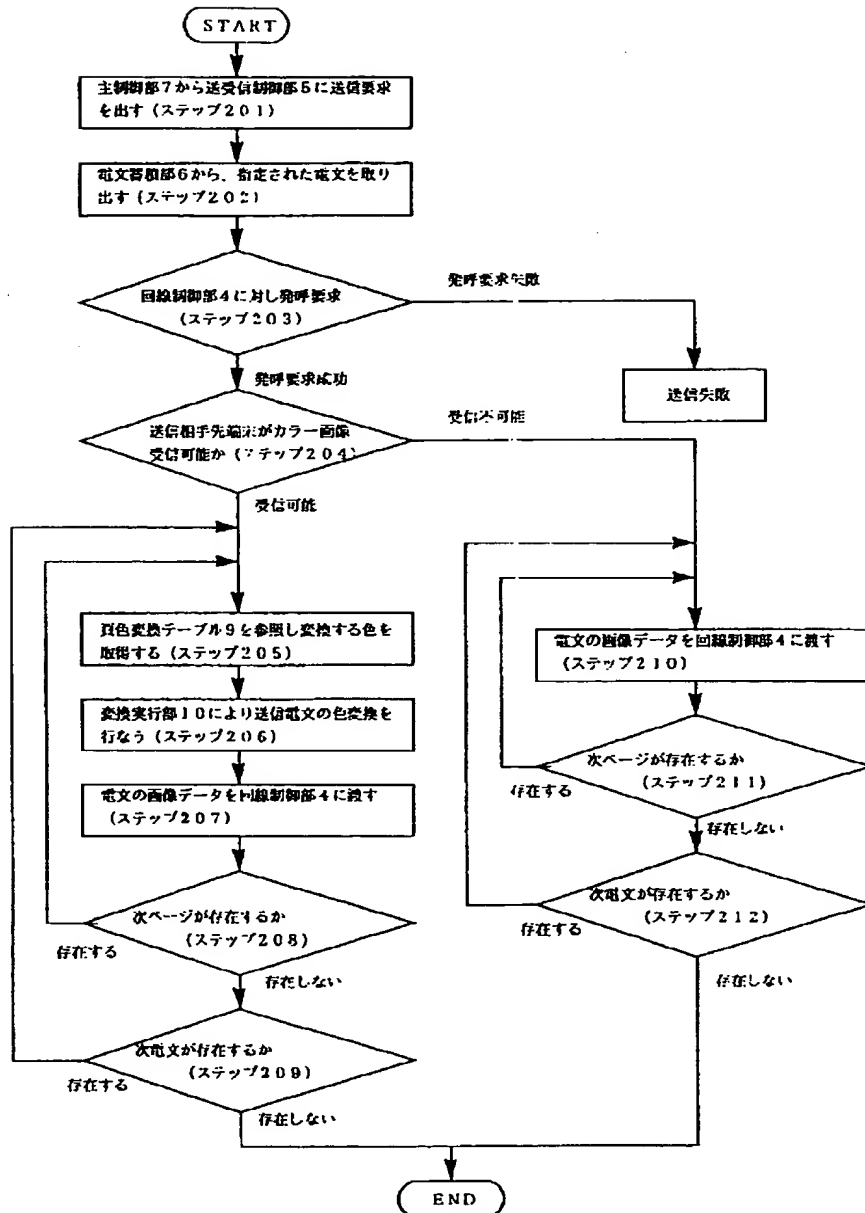 START
主制御部7から送受信制御部5に送信要求
を出す(ステップ201)
電文蓄積部6から、指定された電文を取り
出す(ステップ202)
回線制御部4に対し発呼要求
(ステップ203)
発呼要求失敗
送信失敗
発呼要求成功
送信相手先端末がカラー画像
受信可能か(ステップ204)
受信不可能
受信可能
頁色変換テーブル9を参照し変換する色を
取得する(ステップ205)
変換実行部10により送信電文の色変換を
行なう(ステップ206)
電文の画像データを回線制御部4に渡す
(ステップ207)
次ページが存在するか
(ステップ208)
存在する
存在しない
次電文が存在するか
(ステップ209)
存在する
存在しない
電文の画像データを回線制御部4に渡す
(ステップ210)
次ページが存在するか
(ステップ211)
存在する
存在しない
次電文が存在するか
(ステップ212)
存在する
存在しない
END